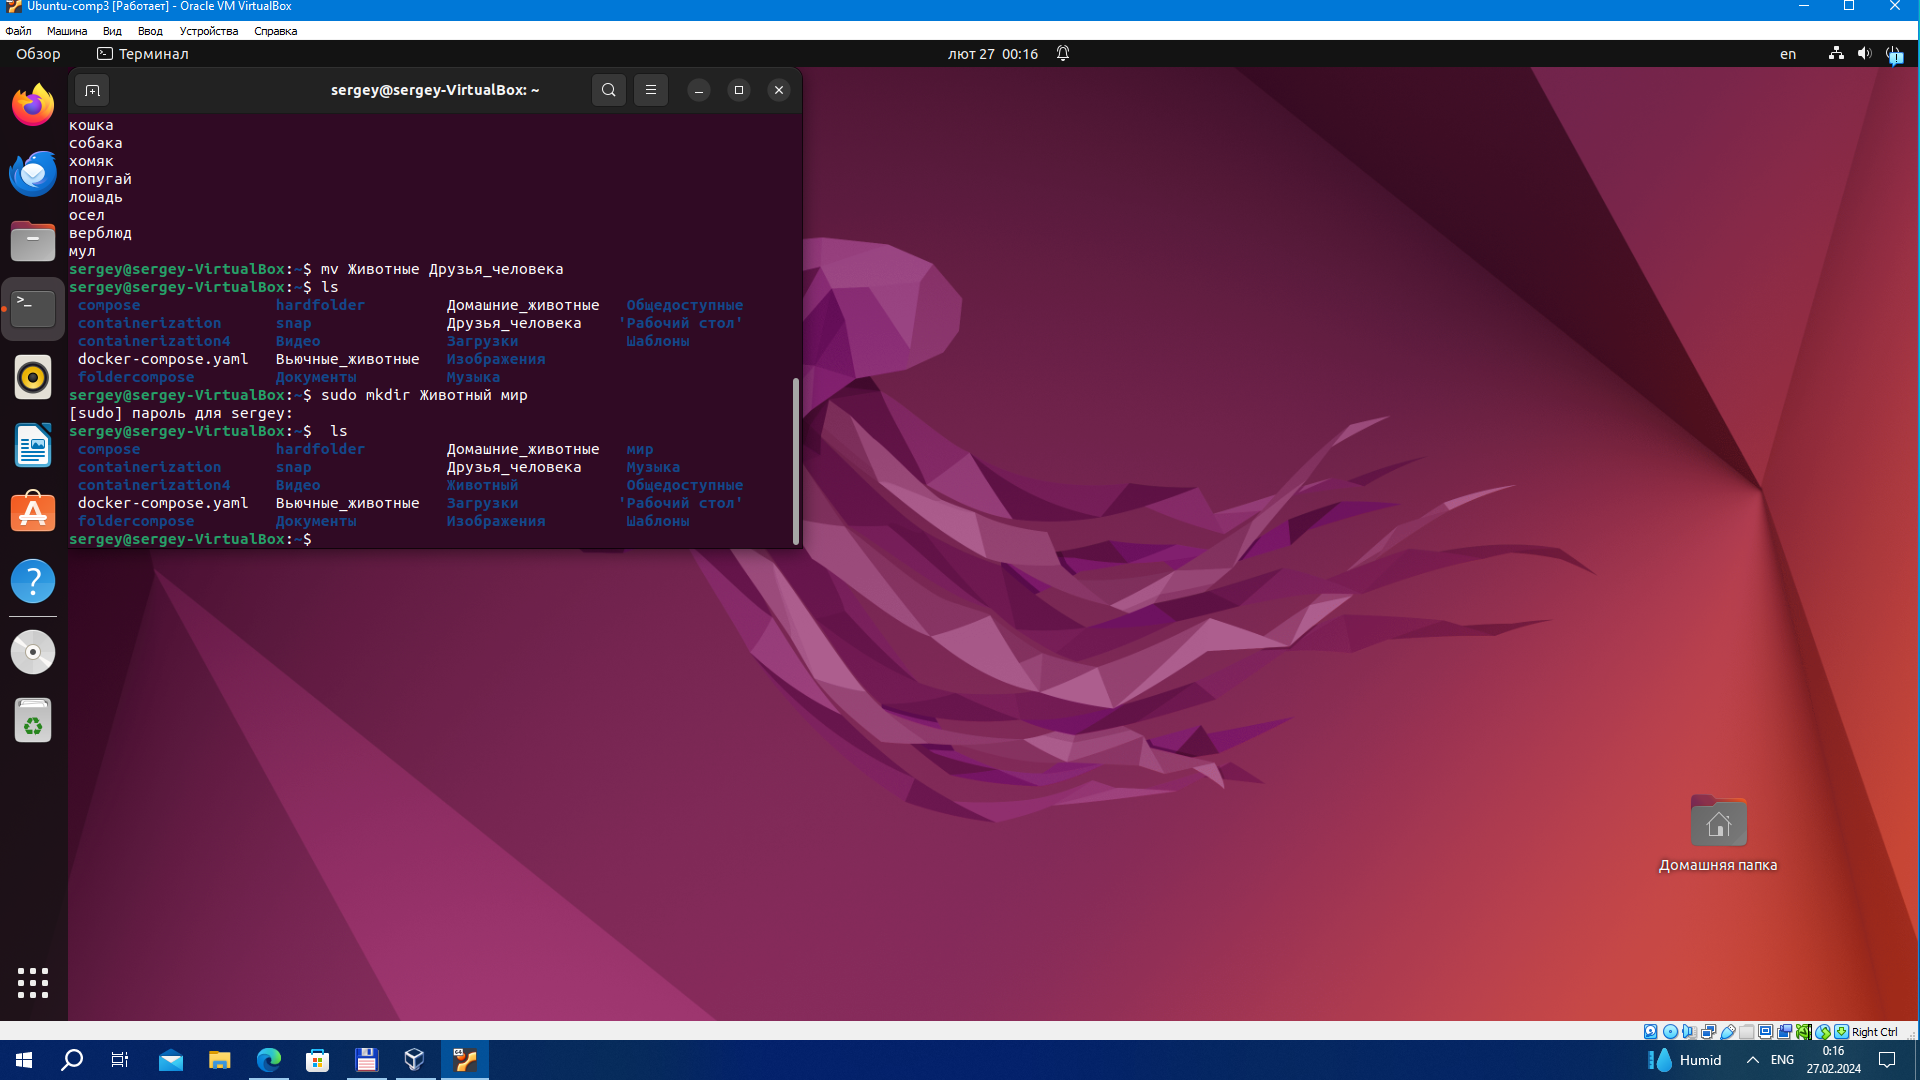 Ubuntu-comp3 [Работает] - Oracle VM VirtualBox
Файл Машина Вид Ввод Устройства Справка
Обзор Терминал лют 27 00:16 en
sergey@sergey-VirtualBox: ~
кошка
собака
хомяк
попугай
лошадь
осел
верблюд
мул
sergey@sergey-VirtualBox:~$ mv Животные Друзья_человека
sergey@sergey-VirtualBox:~$ ls
compose hardfolder Домашние_животные Общедоступные
containerization snap Друзья_человека 'Рабочий стол'
containerization4 Видео Загрузки Шаблоны
docker-compose.yaml Вьючные_животные Изображения
foldercompose Документы Музыка
sergey@sergey-VirtualBox:~$ sudo mkdir Животный мир
[sudo] пароль для sergey:
sergey@sergey-VirtualBox:~$  ls
compose hardfolder Домашние_животные мир
containerization snap Друзья_человека Музыка
containerization4 Видео Животный Общедоступные
docker-compose.yaml Вьючные_животные Загрузки 'Рабочий стол'
foldercompose Документы Изображения Шаблоны
sergey@sergey-VirtualBox:~$
Домашняя папка
Right Ctrl
Humid ENG 0:16
27.02.2024